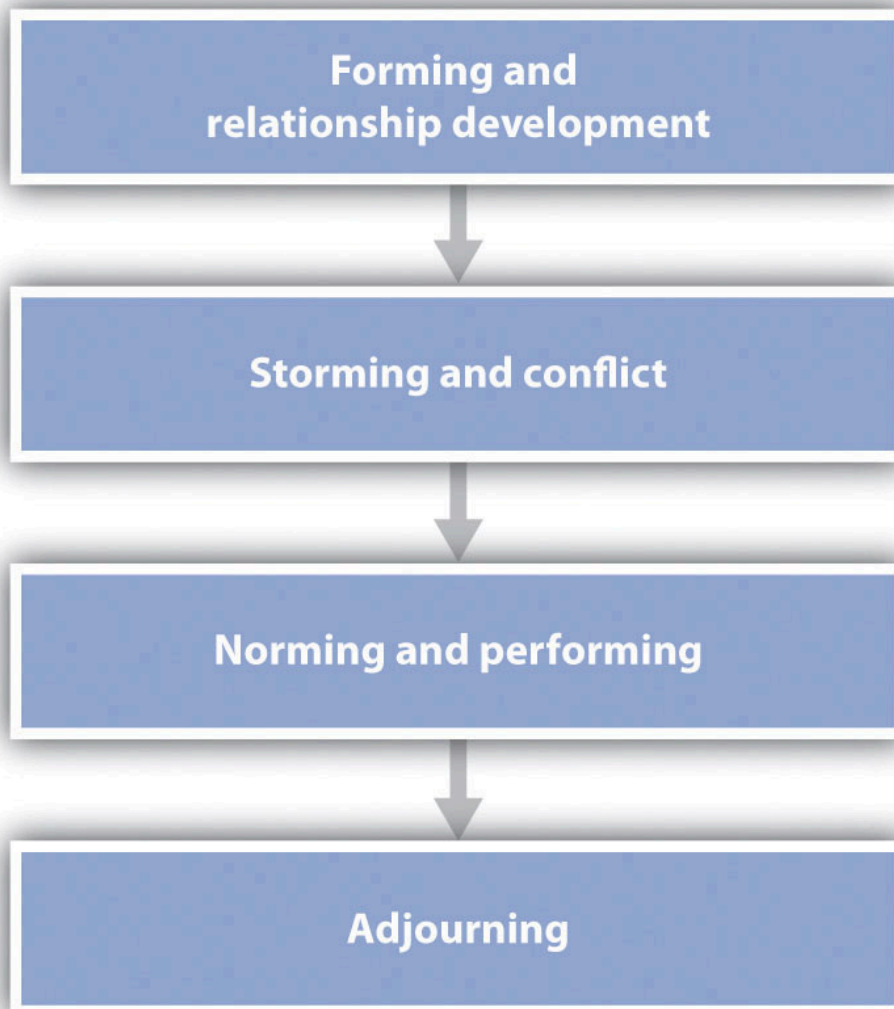 Forming and
relationship development
Storming and conflict
Norming and performing
Adjourning